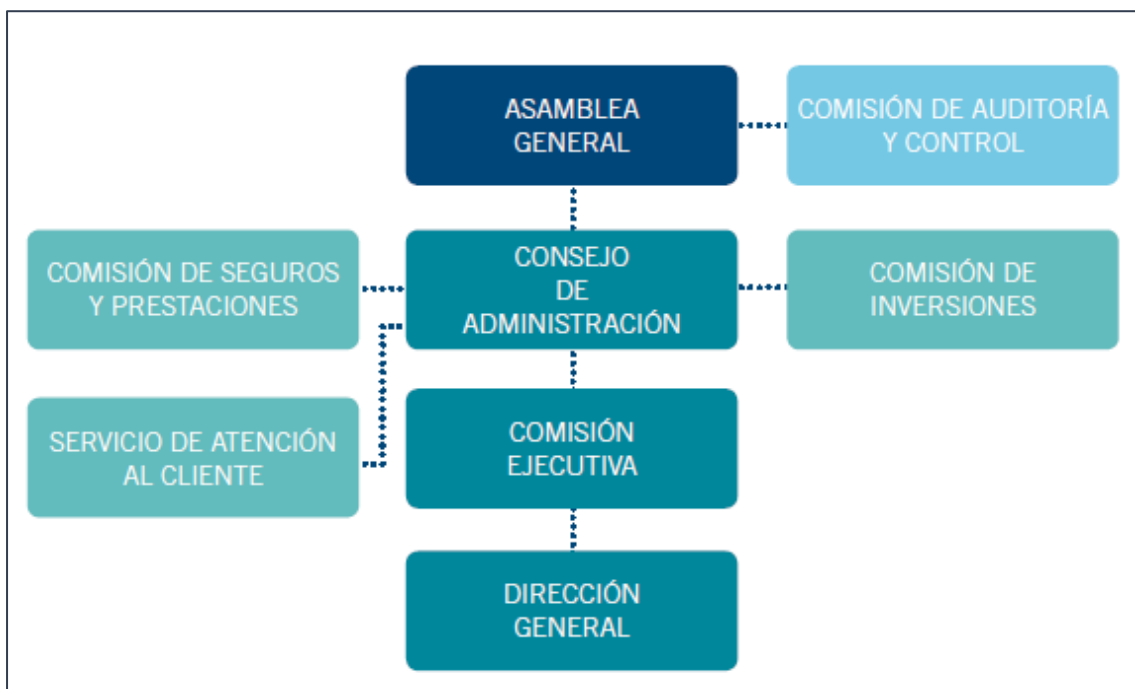 ASAMBLEA
GENERAL
COMISIÓN DE AUDITORÍA
Y CONTROL
COMISIÓN DE SEGUROS
Y PRESTACIONES
CONSEJO
DE
ADMINISTRACIÓN
COMISIÓN DE
INVERSIONES
SERVICIO DE ATENCIÓN
AL CLIENTE
COMISIÓN
EJECUTIVA
DIRECCIÓN
GENERAL